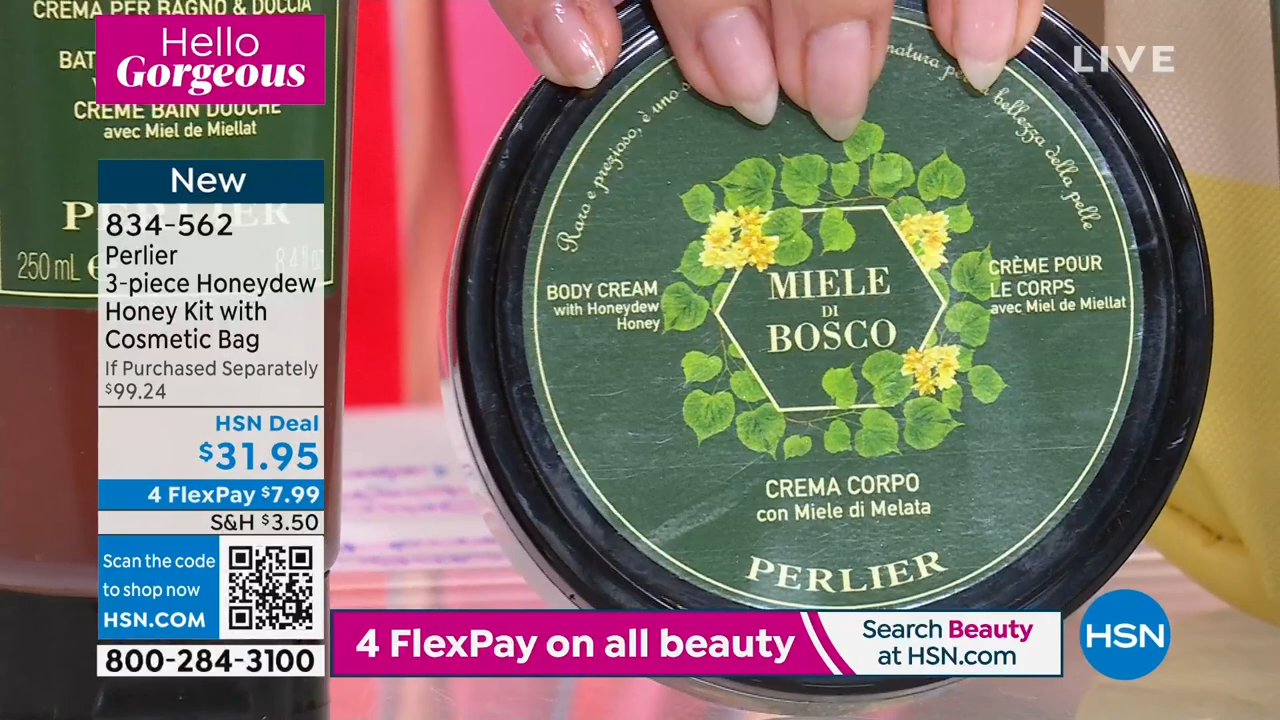 CREMA PER BAGNO & DOCCIA
BAT
CRÈME BAIN DOUCHE
avec Miel de Miellat
PERLIER
250 mL
Hello
Gorgeous
New
834-562
Perlier
3-piece Honeydew
Honey Kit with
Cosmetic Bag
If Purchased Separately
$99.24
HSN Deal
$31.95
4 FlexPay $7.99
S&H $3.50
Scan the code
to shop now
HSN.COM
800-284-3100
LIVE
Raro e prezioso, è uno
natura per
bellezza della pelle
BODY CREAM
with Honeydew
Honey
MIELE
DI
BOSCO
CRÈME POUR
LE CORPS
avec Miel de Miellat
CREMA CORPO
con Miele di Melata
PERLIER
4 FlexPay on all beauty
Search Beauty
at HSN.com
HSN